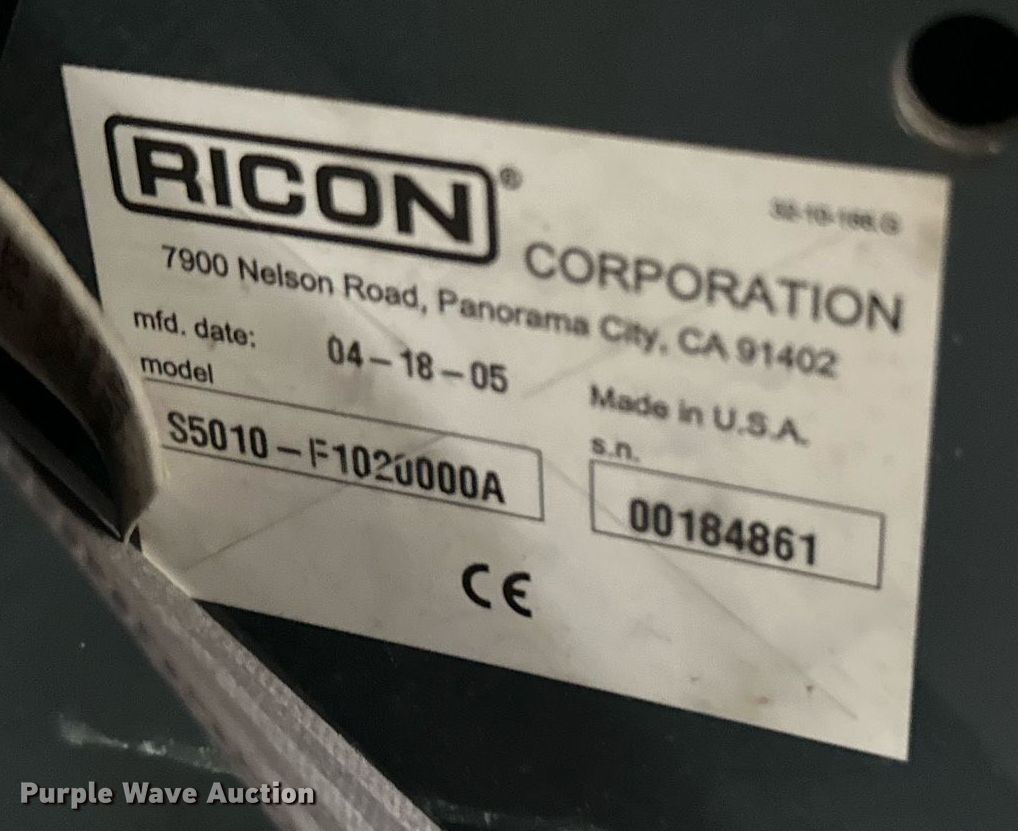 RICON®
32-10-186.G
CORPORATION
7900 Nelson Road, Panorama City, CA 91402
mfd. date: 04-18-05
Made in U.S.A.
model
S5010-F1020000A
s.n.
00184861
CE
Purple Wave Auction